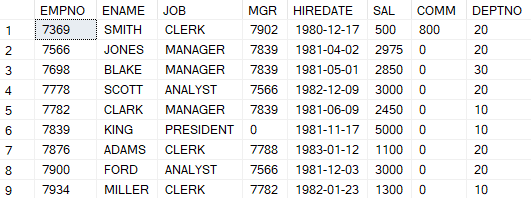 EMPNO ENAME JOB MGR HIREDATE SAL COMM DEPTNO
1 7369 SMITH CLERK 7902 1980-12-17 500 800 20
2 7566 JONES MANAGER 7839 1981-04-02 2975 0 20
3 7698 BLAKE MANAGER 7839 1981-05-01 2850 0 30
4 7778 SCOTT ANALYST 7566 1982-12-09 3000 0 20
5 7782 CLARK MANAGER 7839 1981-06-09 2450 0 10
6 7839 KING PRESIDENT 0 1981-11-17 5000 0 10
7 7876 ADAMS CLERK 7788 1983-01-12 1100 0 20
8 7900 FORD ANALYST 7566 1981-12-03 3000 0 20
9 7934 MILLER CLERK 7782 1982-01-23 1300 0 10